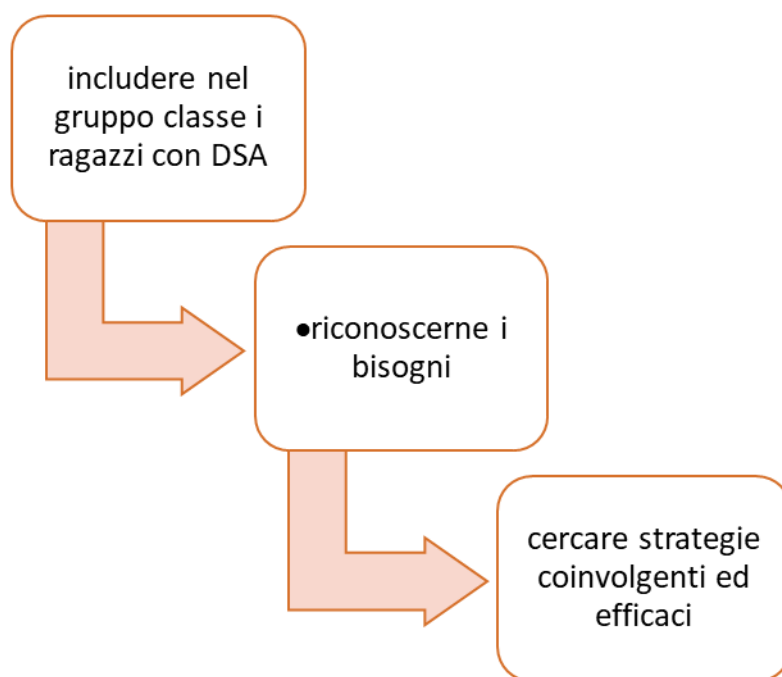 includere nel
gruppo classe i
ragazzi con DSA
•riconoscerne i
bisogni
cercare strategie
coinvolgenti ed
efficaci